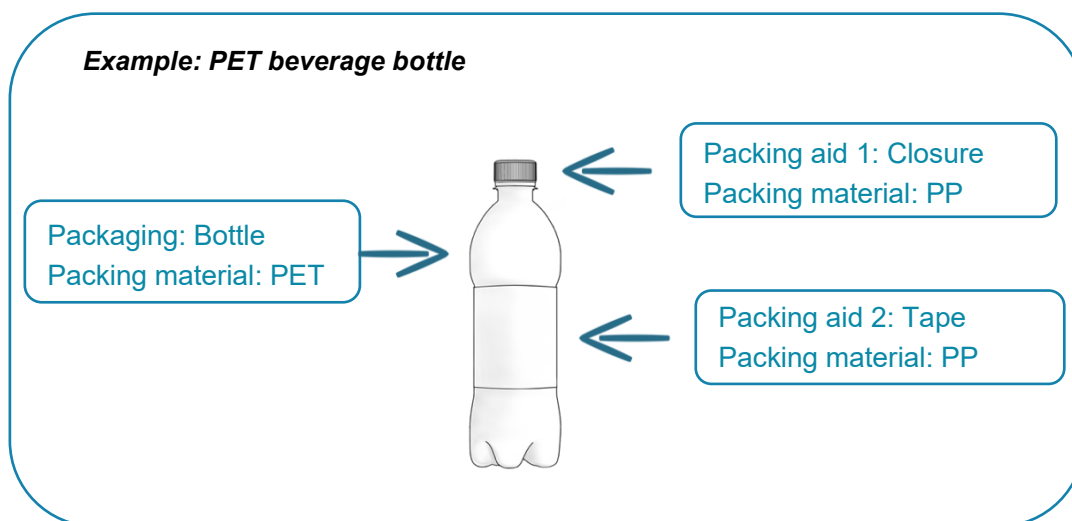 Example: PET beverage bottle
Packing aid 1: Closure
Packing material: PP
Packaging: Bottle
Packing material: PET
Packing aid 2: Tape
Packing material: PP